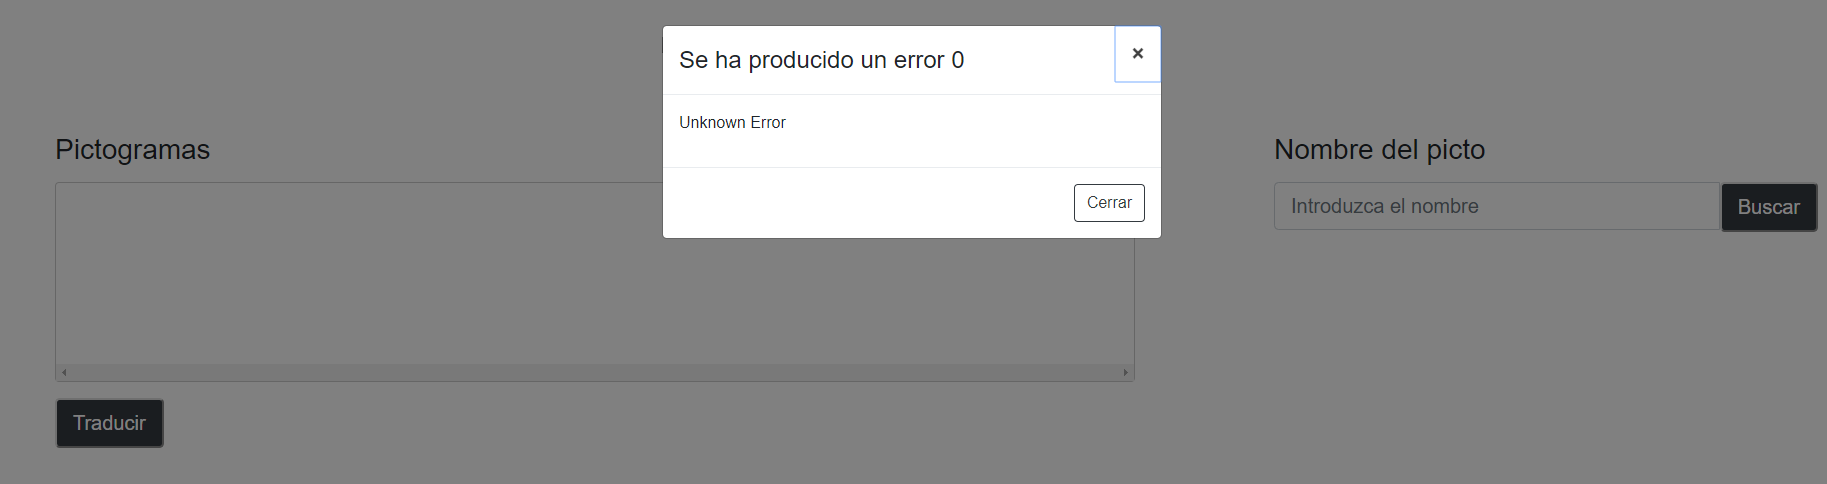 Se ha producido un error 0
×
Unknown Error
Cerrar
Pictogramas
Traducir
Nombre del picto
Introduzca el nombre
Buscar